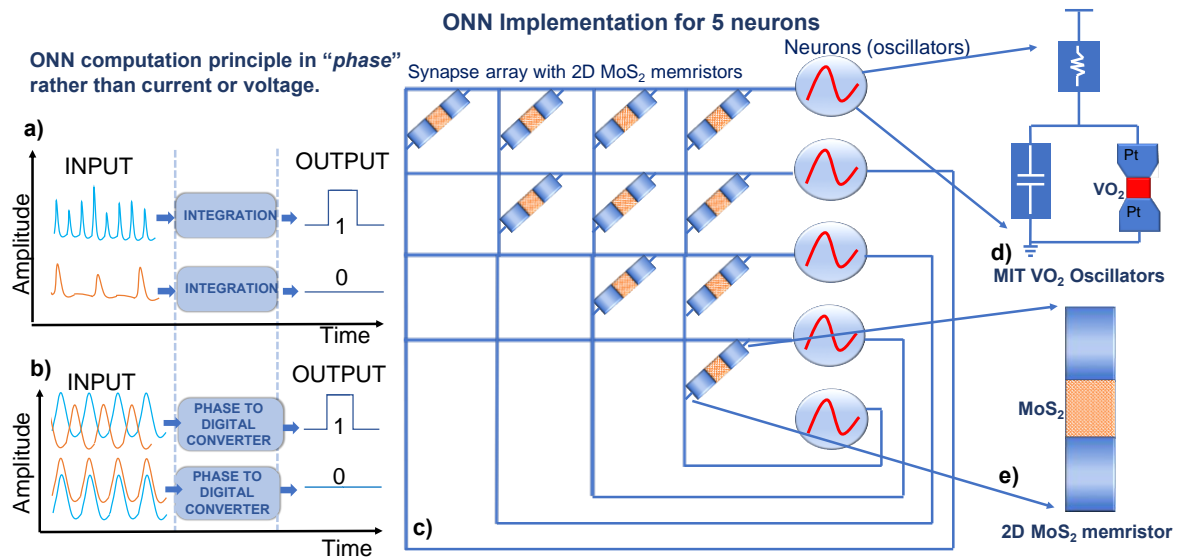 ONN Implementation for 5 neurons
ONN computation principle in “phase”
rather than current or voltage.
a)
INPUT
OUTPUT
Amplitude
INTEGRATION
1
INTEGRATION
0
Time
b)
INPUT
OUTPUT
Amplitude
PHASE TO
DIGITAL
CONVERTER
1
PHASE TO
DIGITAL
CONVERTER
0
Time
Synapse array with 2D MoS₂ memristors
Neurons (oscillators)
c)
Pt
VO₂
Pt
d)
MIT VO₂ Oscillators
MoS₂
e)
2D MoS₂ memristor